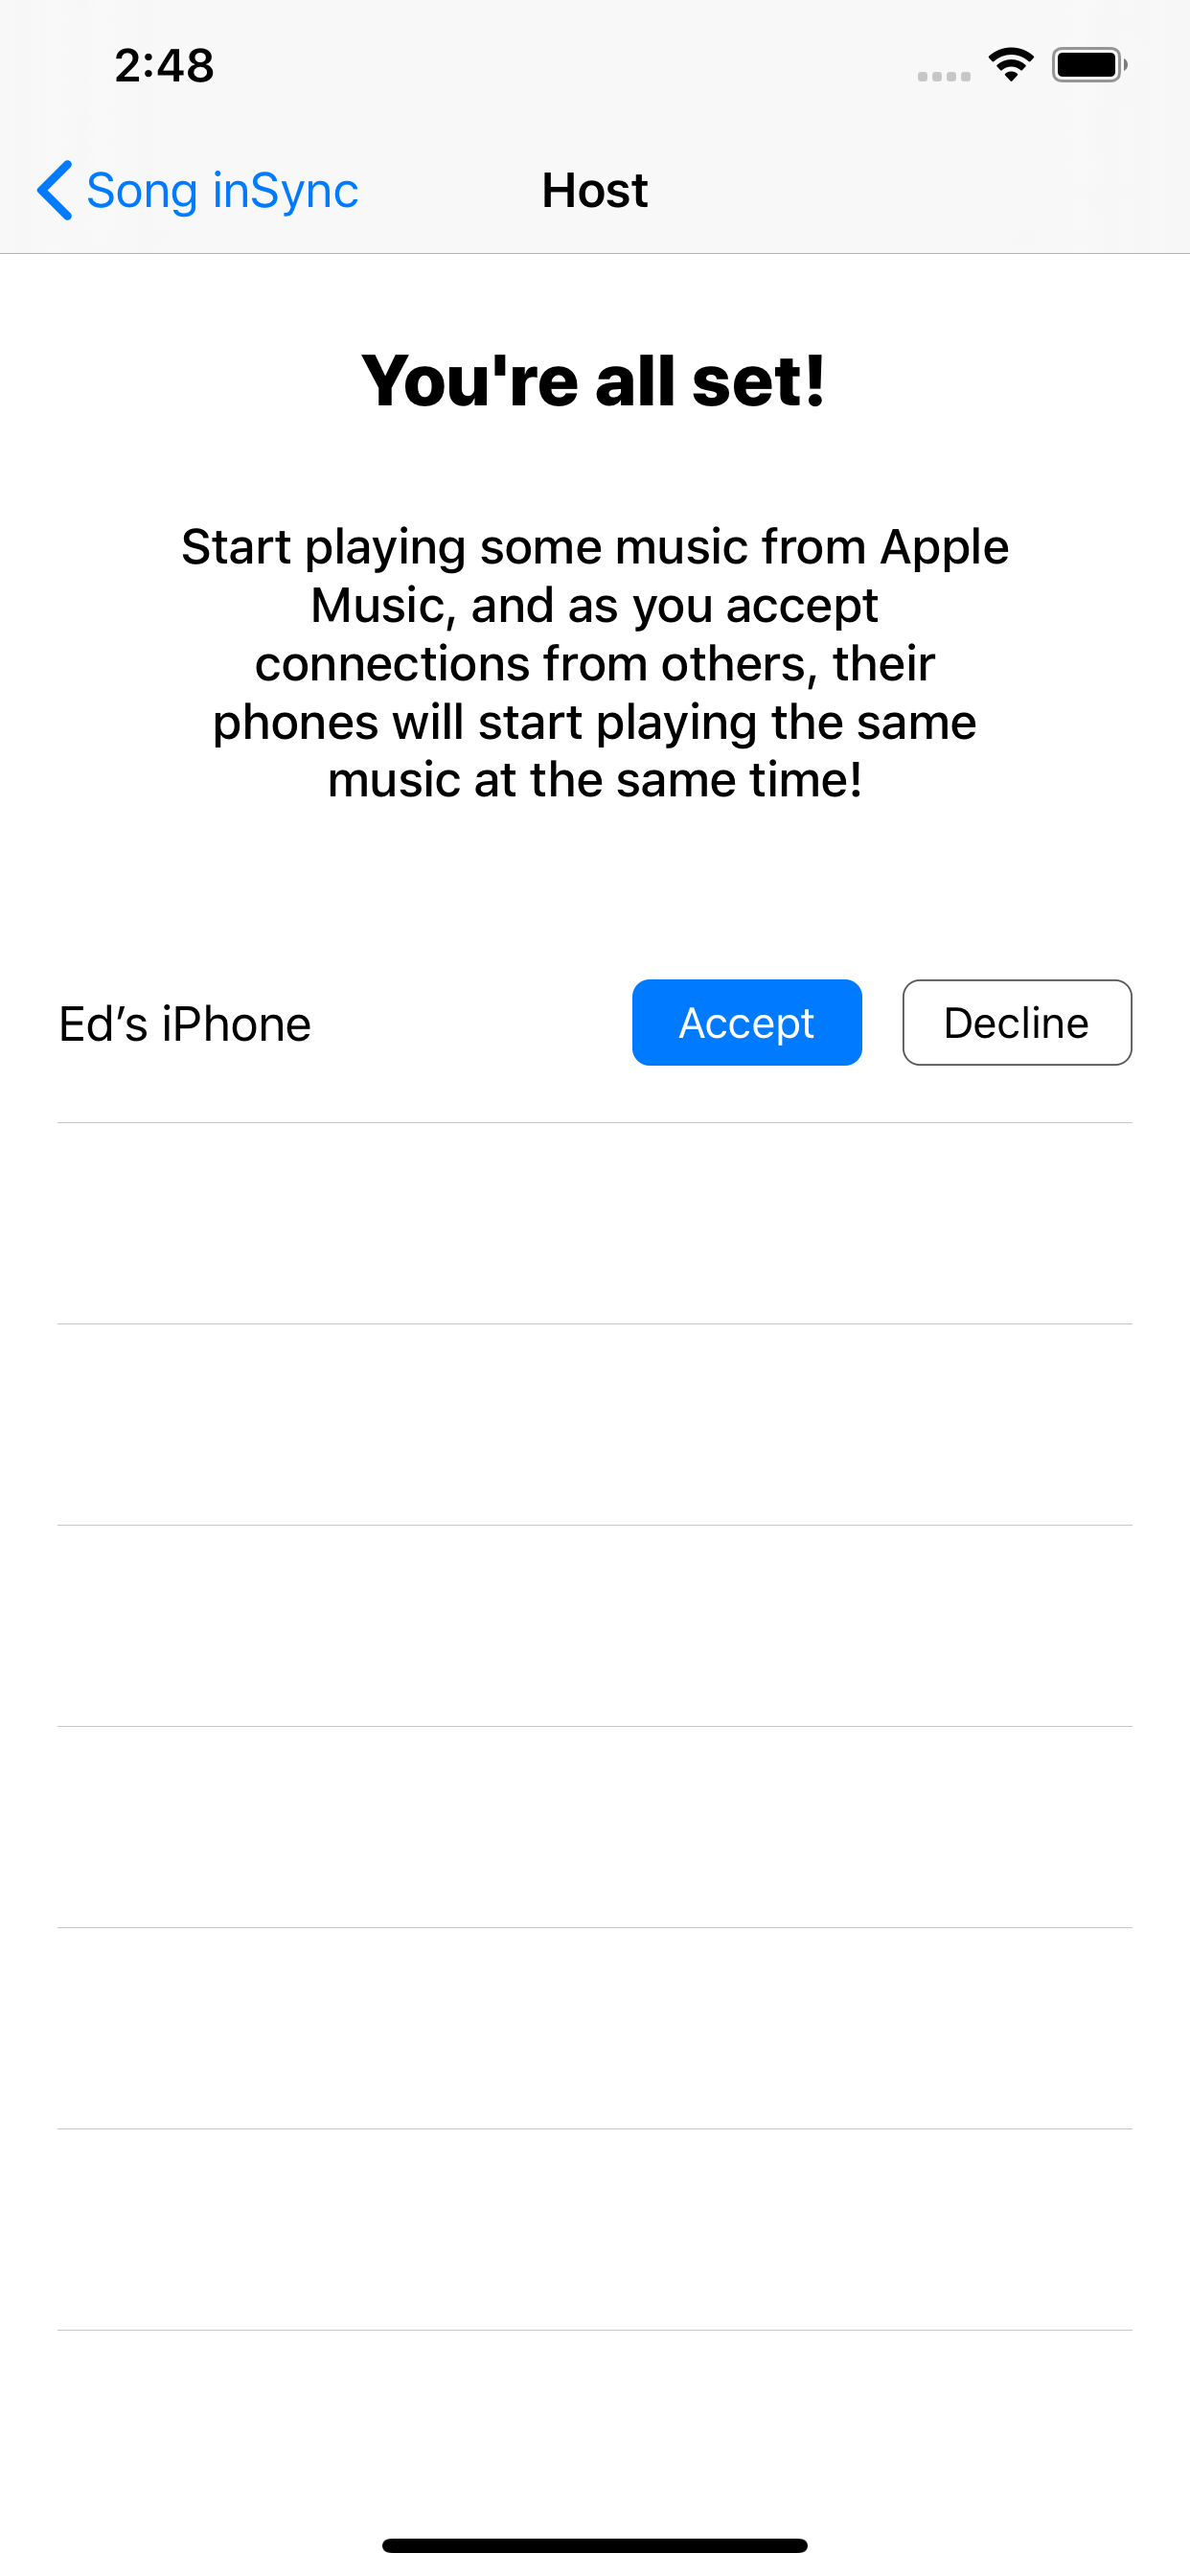 2:48
Song inSync
Host
You're all set!
Start playing some music from Apple
Music, and as you accept
connections from others, their
phones will start playing the same
music at the same time!
Ed’s iPhone
Accept
Decline